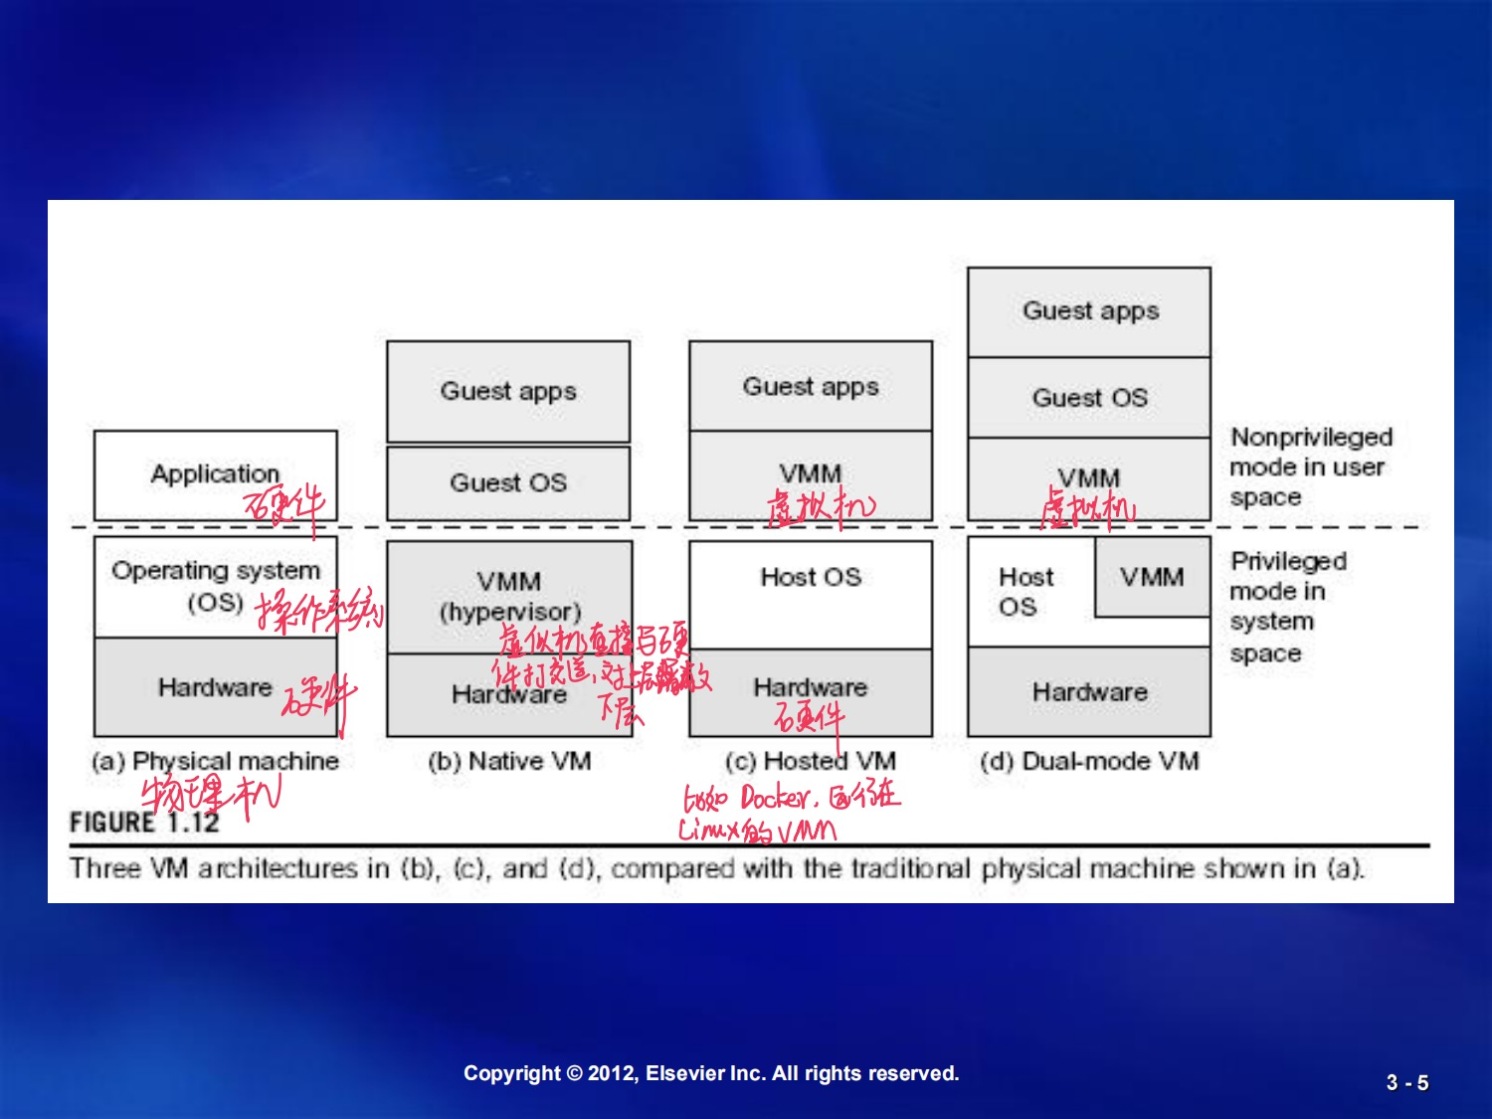 Guest apps
Guest OS
VMM
虚拟机
Nonprivileged
mode in user
space
Guest apps
Guest OS
Guest apps
VMM
虚拟机
Application
硬件
Operating system
(OS)
操作系统
Hardware
硬件
(a) Physical machine
物理机
VMM
(hypervisor)
虚似机直接与硬
件打交道,对上层
下层
Hardware
(b) Native VM
Host OS
Hardware
硬件
(c) Hosted VM
比如 Docker.
Linux的VMM
Host
OS
VMM
Hardware
(d) Dual-mode VM
Privileged
mode in
system
space
FIGURE 1.12
Three VM architectures in (b), (c), and (d), compared with the traditional physical machine shown in (a).
Copyright © 2012, Elsevier Inc. All rights reserved.
3 - 5